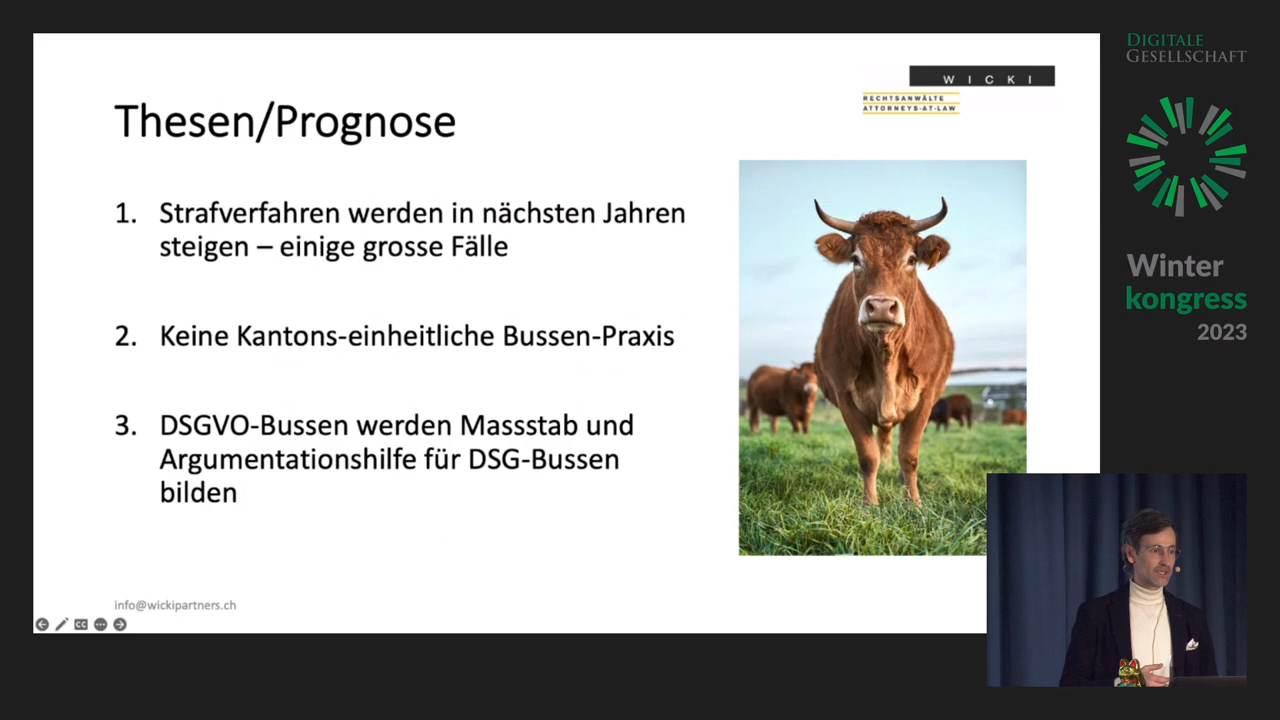 WICKI
RECHTSANWÄLTE
ATTORNEYS-AT-LAW
Thesen/Prognose
1. Strafverfahren werden in nächsten Jahren
steigen – einige grosse Fälle
2. Keine Kantons-einheitliche Bussen-Praxis
3. DSGVO-Bussen werden Massstab und
Argumentationshilfe für DSG-Bussen
bilden
info@wickipartners.ch
CC
DIGITALE
GESELLSCHAFT
Winter
kongress
2023